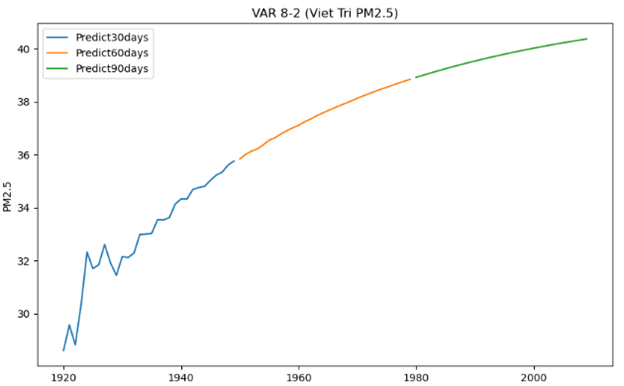 VAR 8-2 (Viet Tri PM2.5)
Predict30days
Predict60days
Predict90days
PM2.5
40
38
36
34
32
30
1920
1940
1960
1980
2000